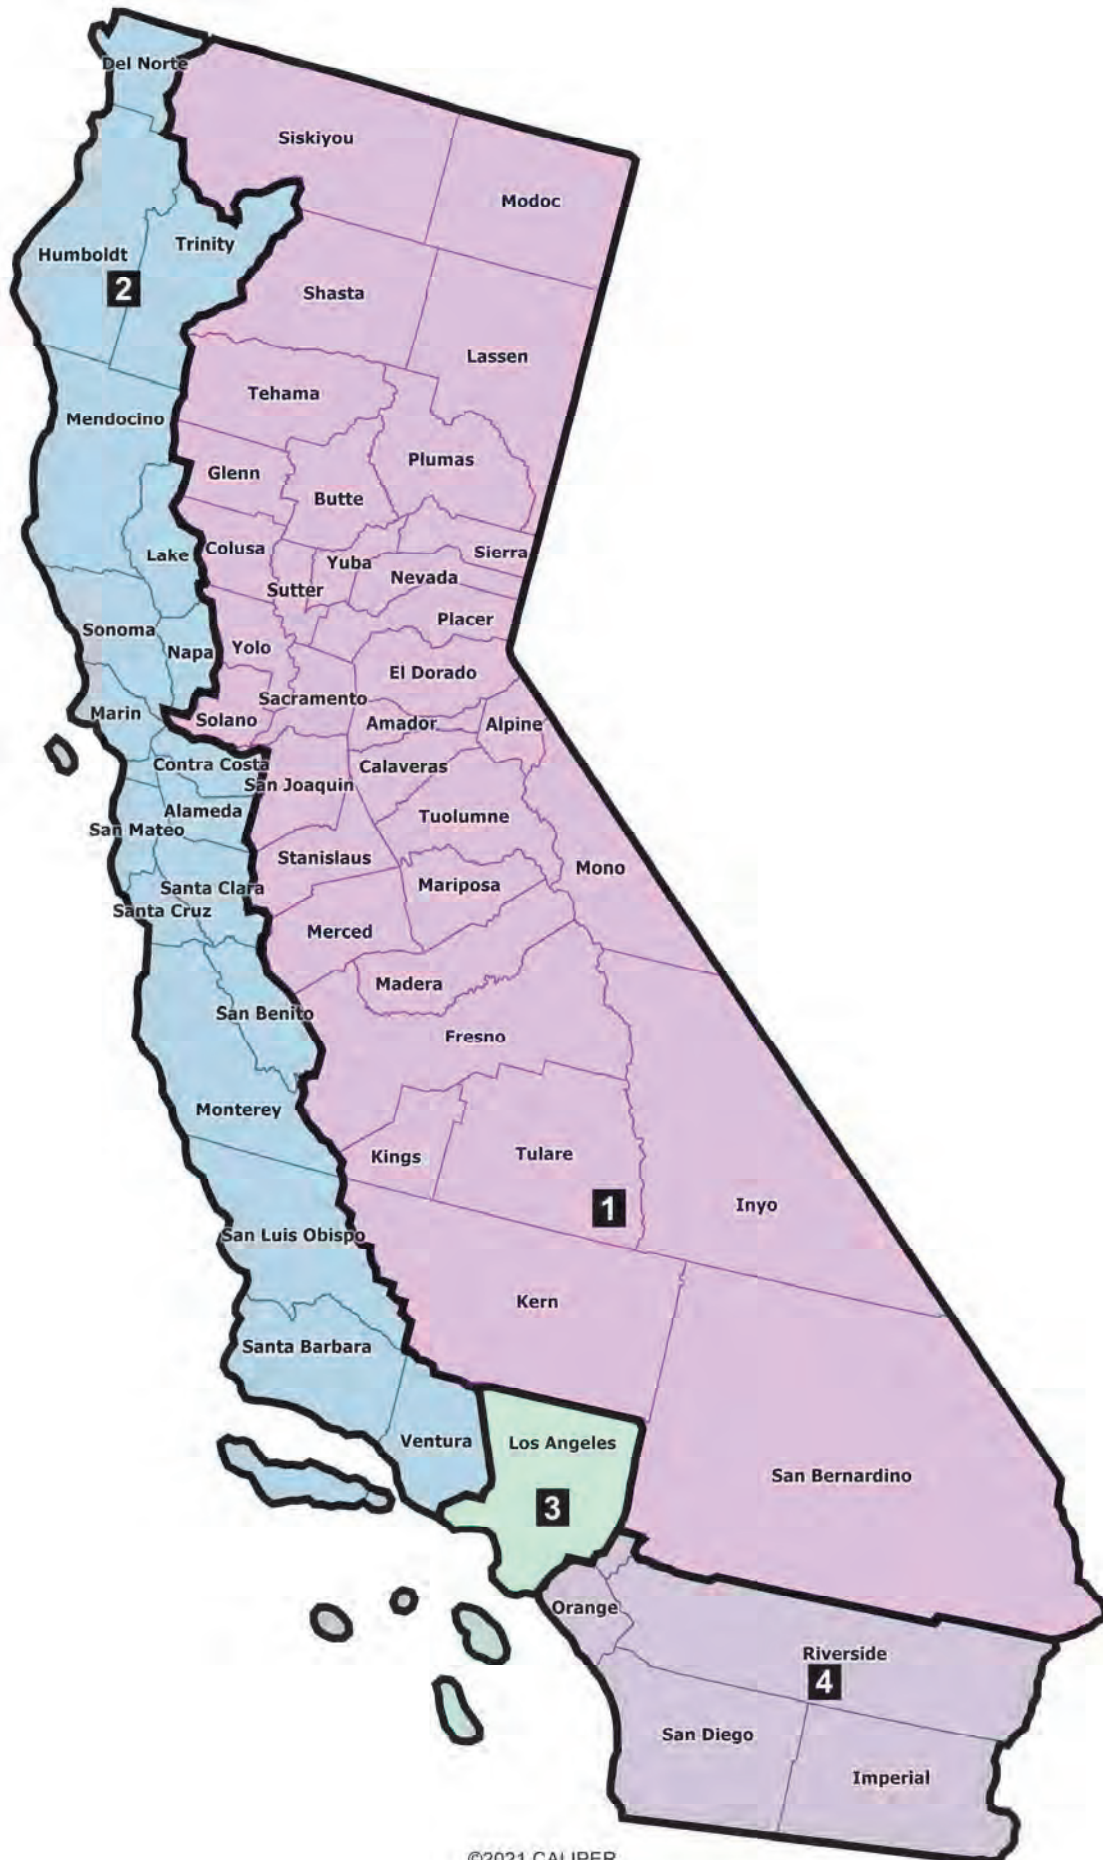 Del Norte
Siskiyou
Modoc
Humboldt
Trinity
2
Shasta
Lassen
Tehama
Mendocino
Plumas
Glenn
Butte
Lake
Colusa
Sierra
Yuba
Nevada
Sutter
Placer
Sonoma
Napa
Yolo
El Dorado
Sacramento
Marin
Solano
Amador
Alpine
Contra Costa
Calaveras
San Joaquin
Alameda
Tuolumne
San Mateo
Stanislaus
Mono
Santa Clara
Mariposa
Santa Cruz
Merced
Madera
San Benito
Fresno
Monterey
Kings
Tulare
1
Inyo
San Luis Obispo
Kern
Santa Barbara
Ventura
Los Angeles
San Bernardino
3
Orange
Riverside
4
San Diego
Imperial
©2021 CALIPER